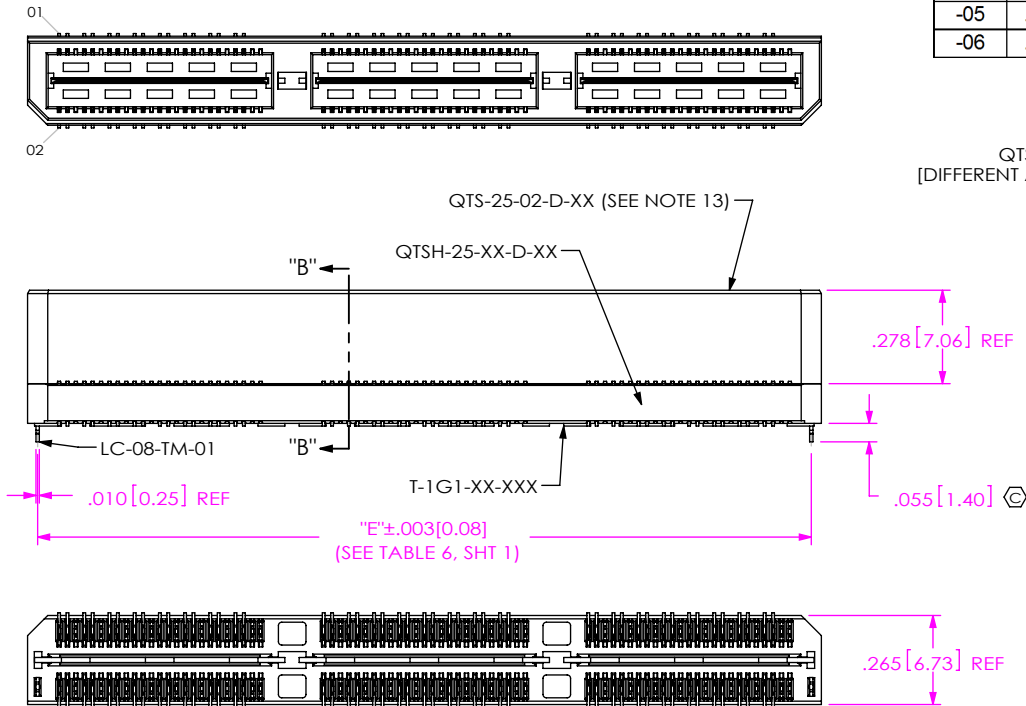 01
-05
-06
02
QTS
[DIFFERENT
QTS-25-02-D-XX (SEE NOTE 13)
QTSH-25-XX-D-XX
"B"
.278[7.06] REF
LC-08-TM-01
"B"
T-1G1-XX-XXX
.010[0.25] REF
.055[1.40] C
"E"±.003[0.08]
(SEE TABLE 6, SHT 1)
.265[6.73] REF